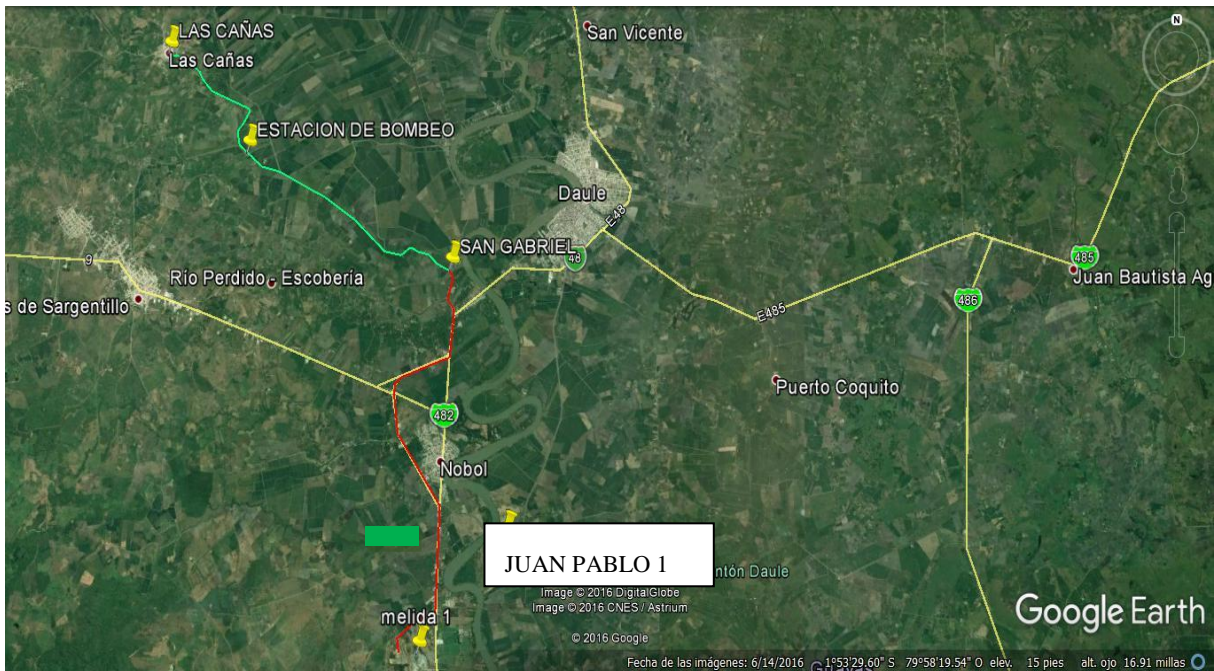 N
LAS CAÑAS
Las Cañas
San Vicente
ESTACION DE BOMBEO
Daule
E48
SAN GABRIEL
48
9
Río Perdido - Escoberia
485
Juan Bautista Ag
s de Sargentillo
486
E485
Puerto Coquito
482
Nobol
JUAN PABLO 1
ntón Daule
Image © 2016 DigitalGlobe
Image © 2016 CNES / Astrium
melida 1
© 2016 Google
Google Earth
Fecha de las imágenes: 6/14/2016 1°53'29.60" S 79°58'19.54" O elev. 15 pies alt. ojo 16.91 millas